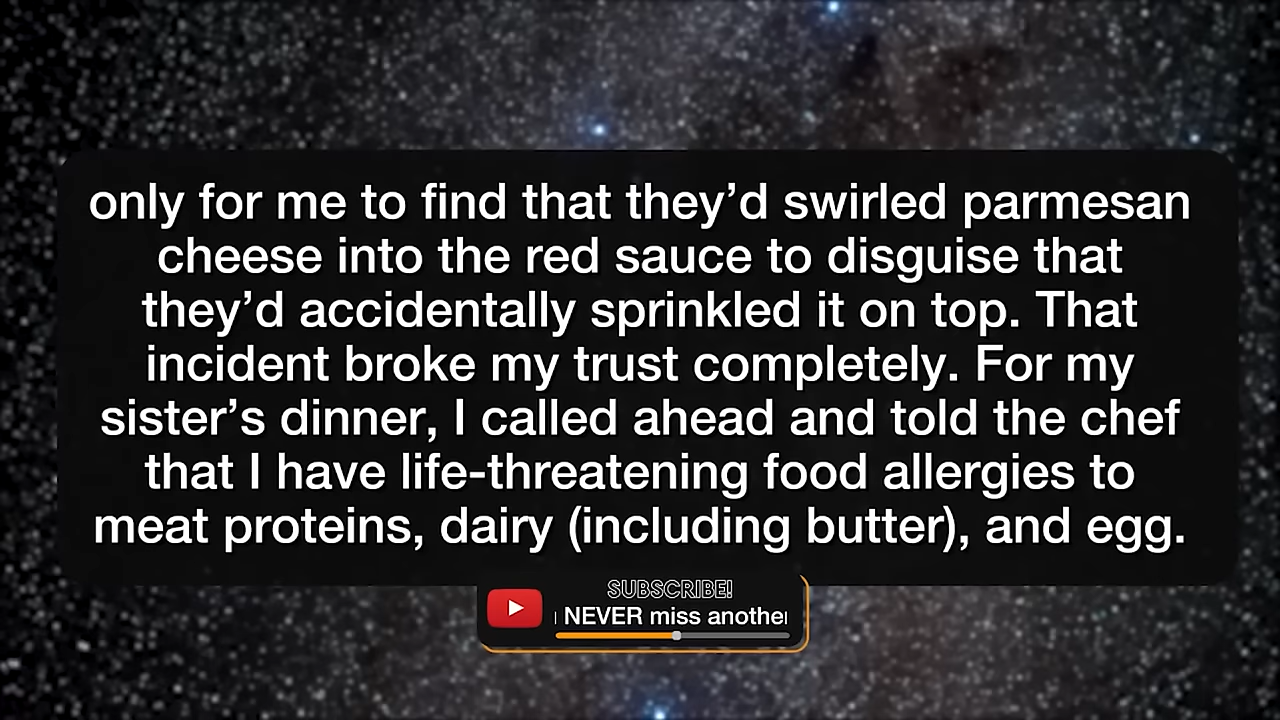 only for me to find that they’d swirled parmesan
cheese into the red sauce to disguise that
they’d accidentally sprinkled it on top. That
incident broke my trust completely. For my
sister’s dinner, I called ahead and told the chef
that I have life-threatening food allergies to
meat proteins, dairy (including butter), and egg.
SUBSCRIBE!
NEVER miss another